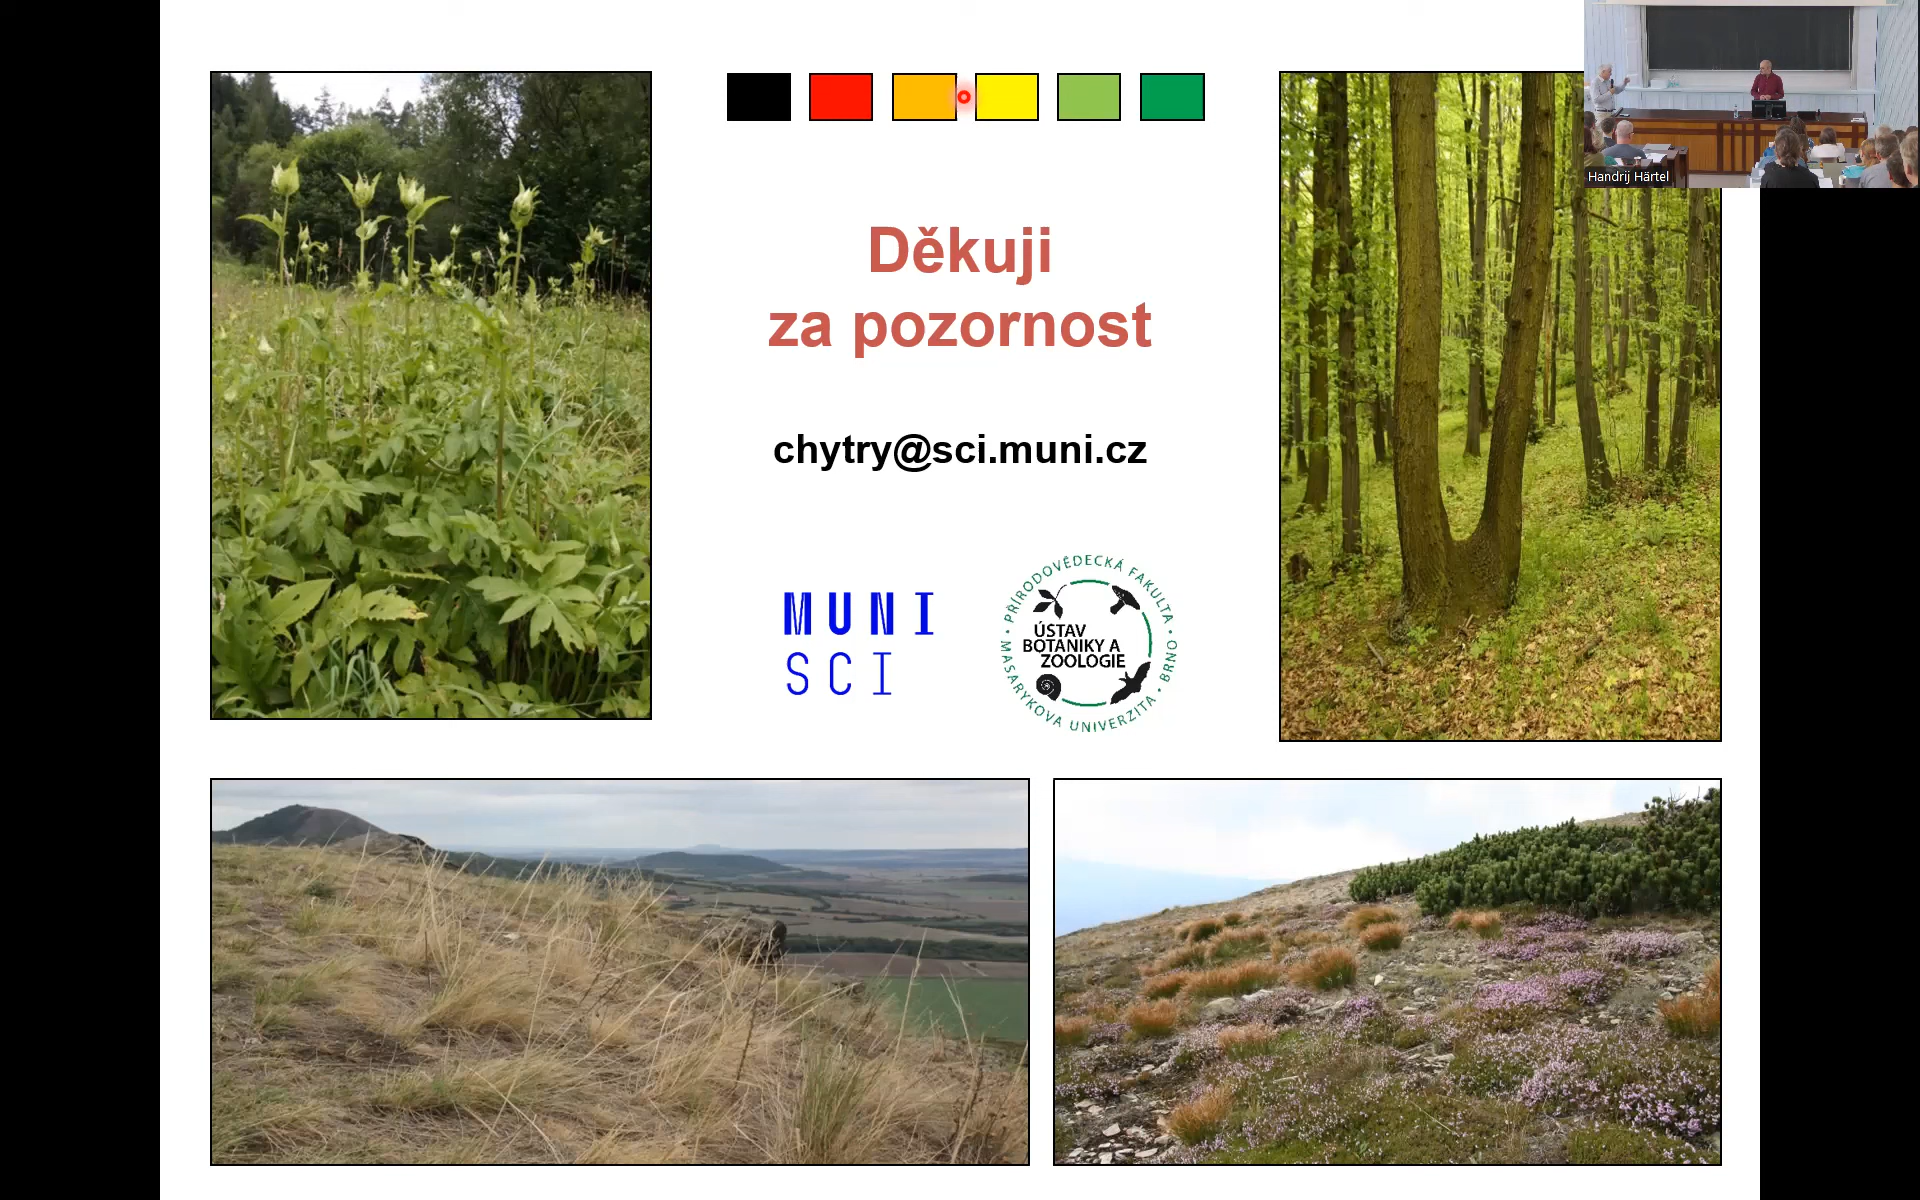 Handrij Härtel
Děkuji
za pozornost
chytry@sci.muni.cz
MUNI
SCI
PŘÍRODOVĚDECKÁ FAKULTA • BRNO • MASARYKOVA UNIVERZITA •
ÚSTAV
BOTANIKY A
ZOOLOGIE